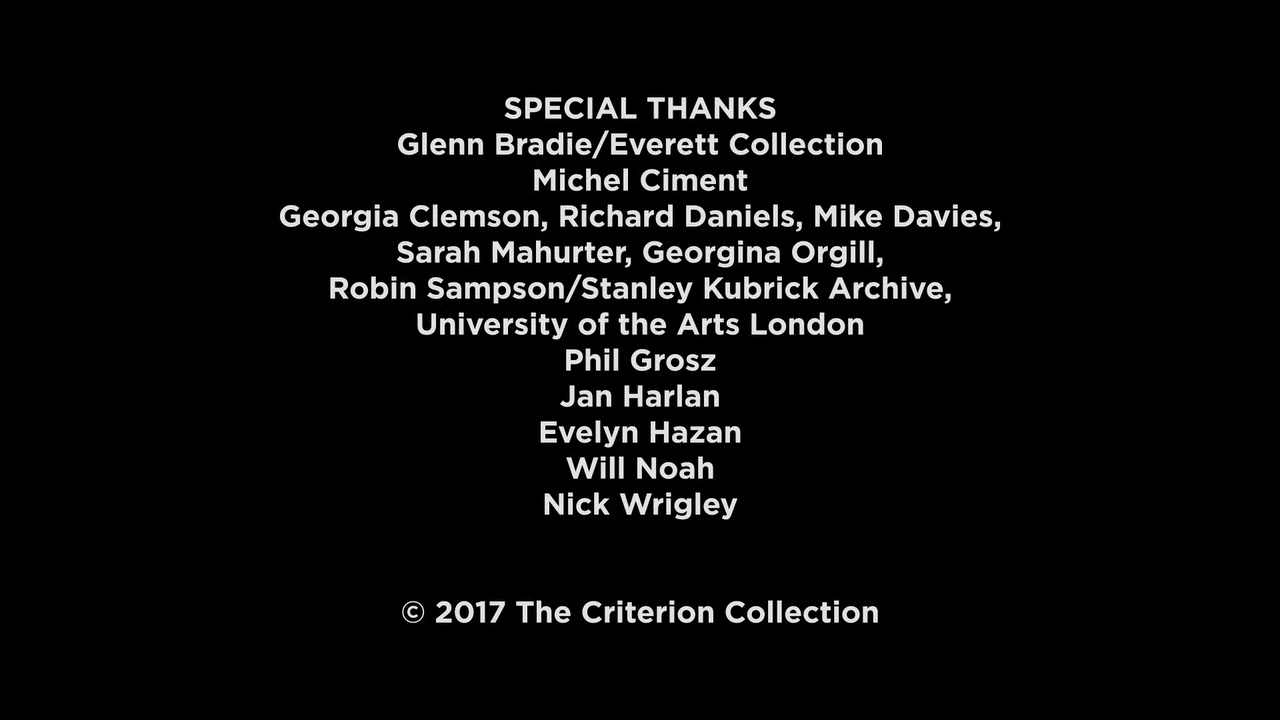 SPECIAL THANKS
Glenn Bradie/Everett Collection
Michel Ciment
Georgia Clemson, Richard Daniels, Mike Davies,
Sarah Mahurter, Georgina Orgill,
Robin Sampson/Stanley Kubrick Archive,
University of the Arts London
Phil Grosz
Jan Harlan
Evelyn Hazan
Will Noah
Nick Wrigley
© 2017 The Criterion Collection